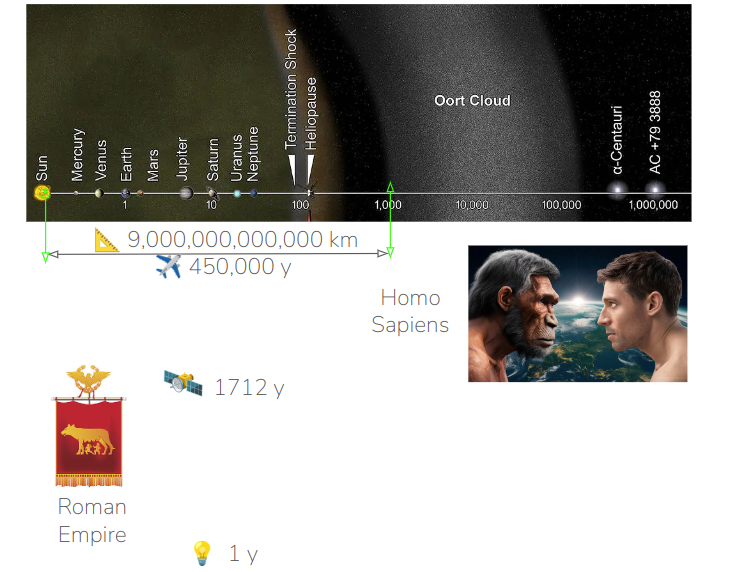 Sun
Mercury
Venus
Earth
Mars
Jupiter
Saturn
Uranus
Neptune
Termination Shock
Heliopause
Oort Cloud
α-Centauri
AC +79 3888
1
10
100
1,000
10,000
100,000
1,000,000
9,000,000,000,000 km
450,000 y
Homo
Sapiens
1712 y
Roman
Empire
1 y